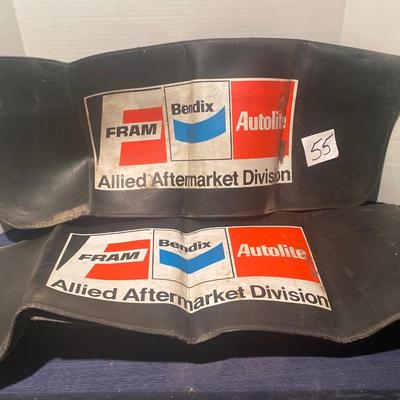 FRAM Bendix Autolite
Allied Aftermarket Division
55
FRAM Bendix Autolite
Allied Aftermarket Division